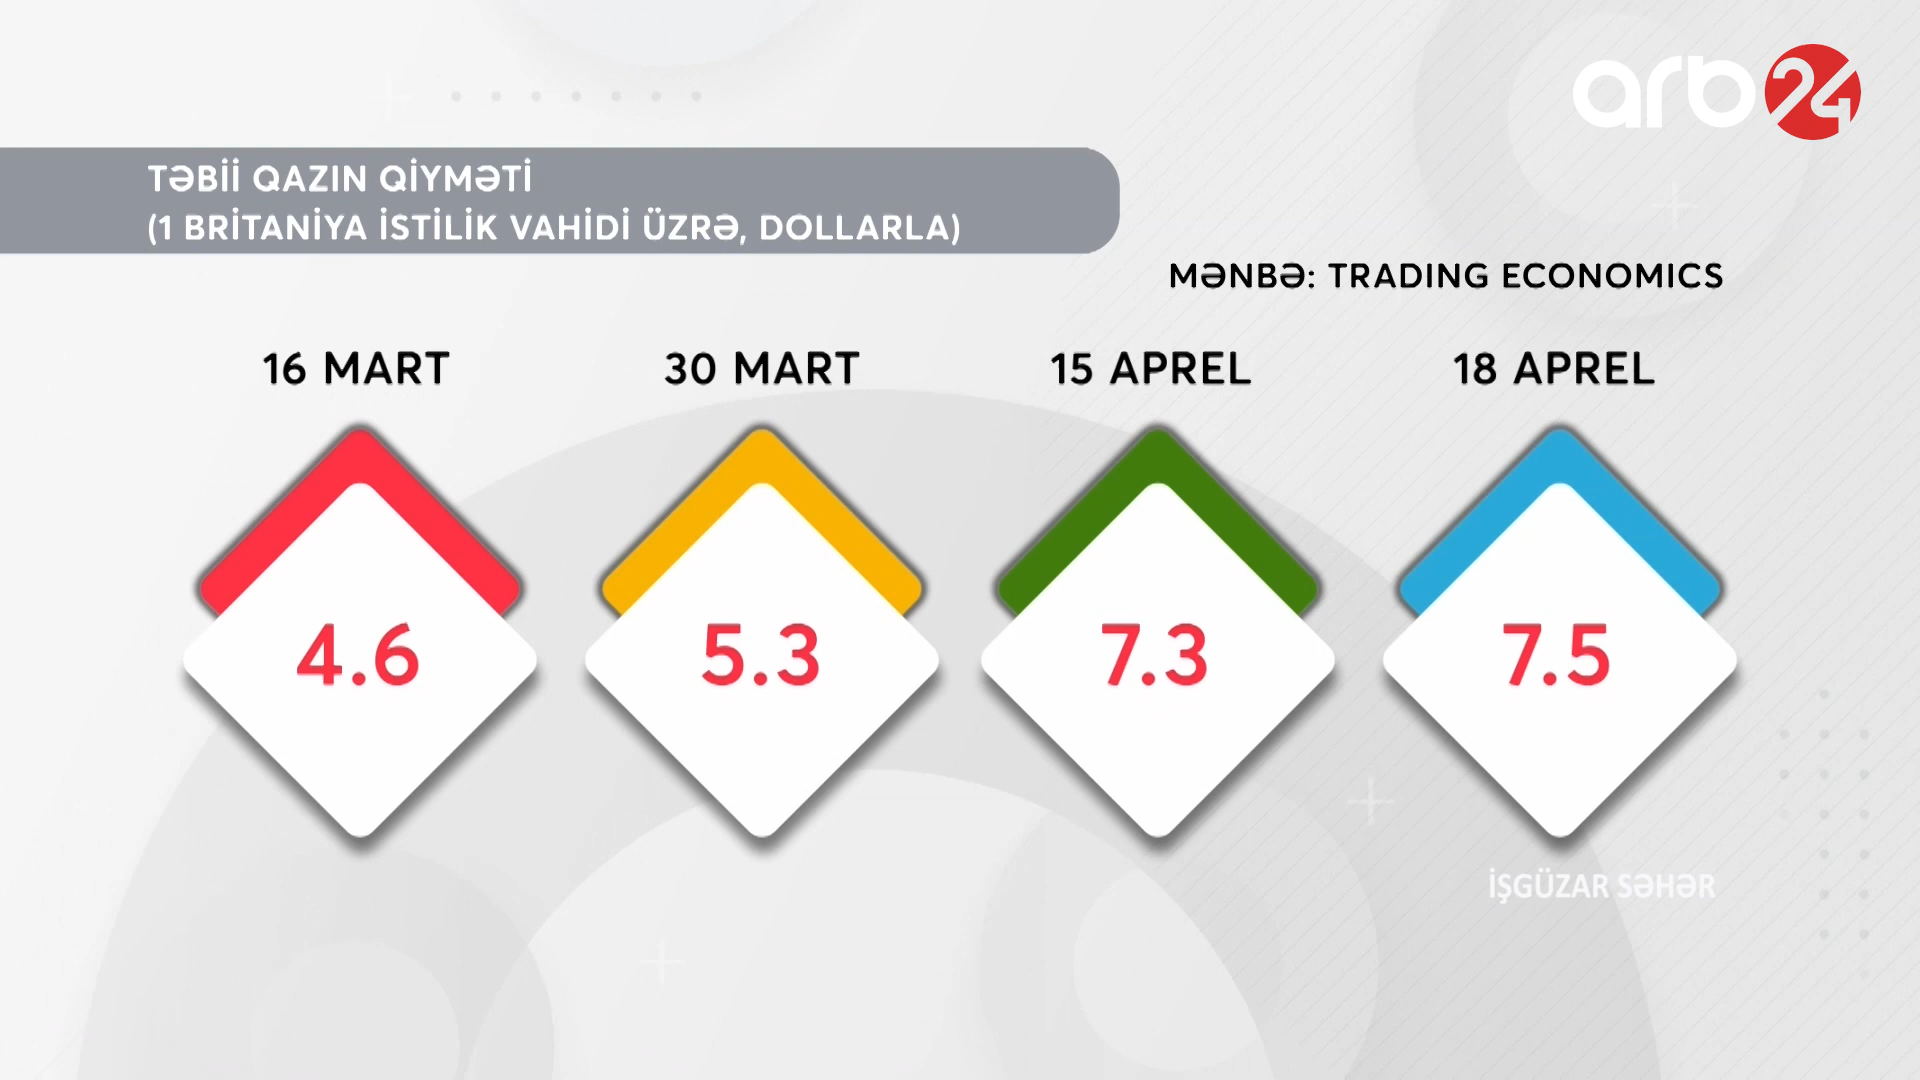 arb24
TƏBİİ QAZIN QİYMƏTİ
(1 BRİTANİYA İSTİLİK VAHİDİ ÜZRƏ, DOLLARLA)
MƏNBƏ: TRADING ECONOMICS
16 MART
30 MART
15 APREL
18 APREL
4.6
5.3
7.3
7.5
İŞGÜZAR SƏHƏR